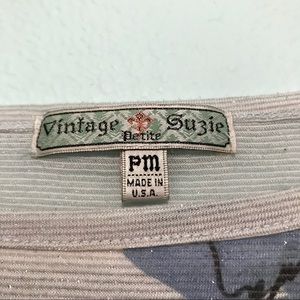 Vintage Suzie
Petite
PM
MADE IN
U.S.A.